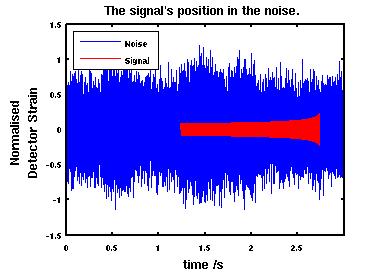 The signal's position in the noise.
Normalised
Detector Strain
1.5
1
0.5
0
-0.5
-1
-1.5
Noise
Signal
0 0.5 1 1.5 2 2.5
time /s